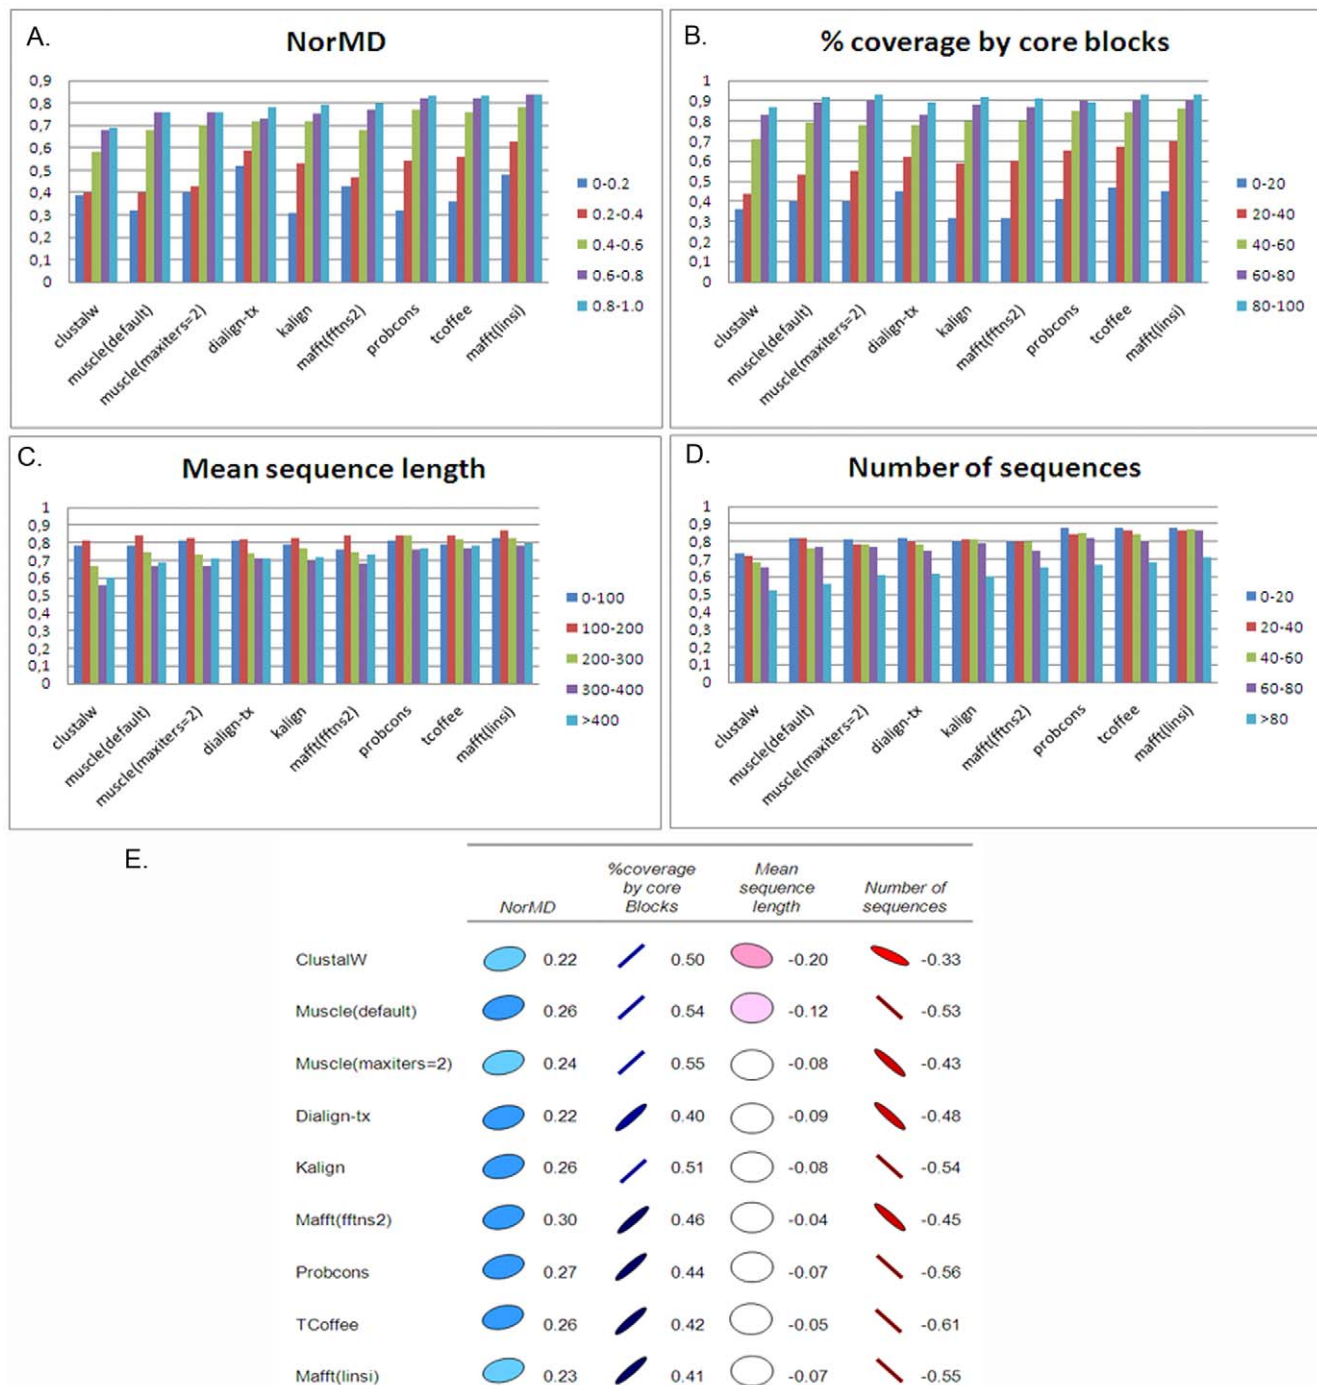 A.
NorMD
0,9
0,8
0,7
0,6
0,5
0,4
0,3
0,2
0,1
0
clustalw
muscle(default)
muscle(maxiters=2)
dialign-tx
kalign
mafft(fftns2)
probcons
tcoffee
mafft(linsi)
0-0.2
0.2-0.4
0.4-0.6
0.6-0.8
0.8-1.0
B.
% coverage by core blocks
1
0,9
0,8
0,7
0,6
0,5
0,4
0,3
0,2
0,1
0
clustalw
muscle(default)
muscle(maxiters=2)
dialign-tx
kalign
mafft(fftns2)
probcons
tcoffee
mafft(linsi)
0-20
20-40
40-60
60-80
80-100
C.
Mean sequence length
1
0,9
0,8
0,7
0,6
0,5
0,4
0,3
0,2
0,1
0
clustalw
muscle(default)
muscle(maxiters=2)
dialign-tx
kalign
mafft(fftns2)
probcons
tcoffee
mafft(linsi)
0-100
100-200
200-300
300-400
>400
D.
Number of sequences
1
0,9
0,8
0,7
0,6
0,5
0,4
0,3
0,2
0,1
0
clustalw
muscle(default)
muscle(maxiters=2)
dialign-tx
kalign
mafft(fftns2)
probcons
tcoffee
mafft(linsi)
0-20
20-40
40-60
60-80
>80
E.
NorMD
%coverage
by core
Blocks
Mean
sequence
length
Number of
sequences
ClustalW 0.22 0.50 -0.20 -0.33
Muscle(default) 0.26 0.54 -0.12 -0.53
Muscle(maxiters=2) 0.24 0.55 -0.08 -0.43
Dialign-tx 0.22 0.40 -0.09 -0.48
Kalign 0.26 0.51 -0.08 -0.54
Mafft(fftns2) 0.30 0.46 -0.04 -0.45
Probcons 0.27 0.44 -0.07 -0.56
TCoffee 0.26 0.42 -0.05 -0.61
Mafft(linsi) 0.23 0.41 -0.07 -0.55